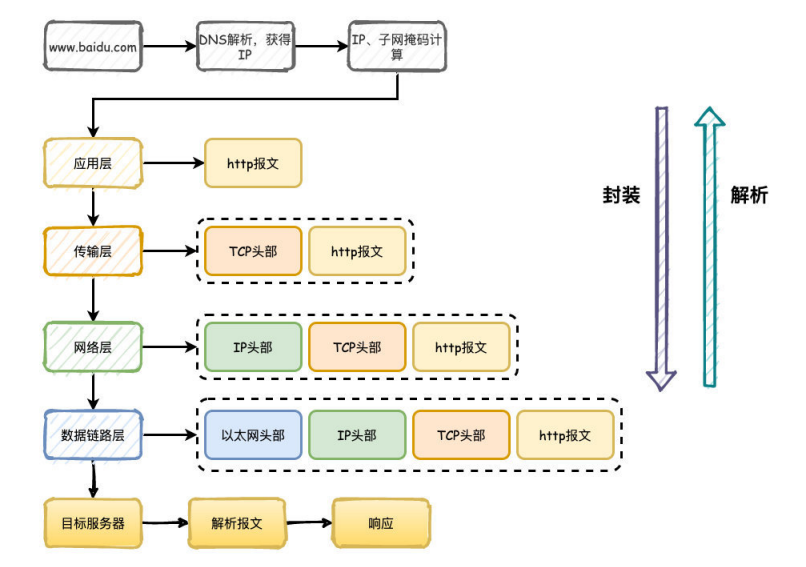 www.baidu.com
DNS解析，获得
IP
IP、子网掩码计
算
应用层
http报文
封装
解析
传输层
TCP头部
http报文
网络层
IP头部
TCP头部
http报文
数据链路层
以太网头部
IP头部
TCP头部
http报文
目标服务器
解析报文
响应